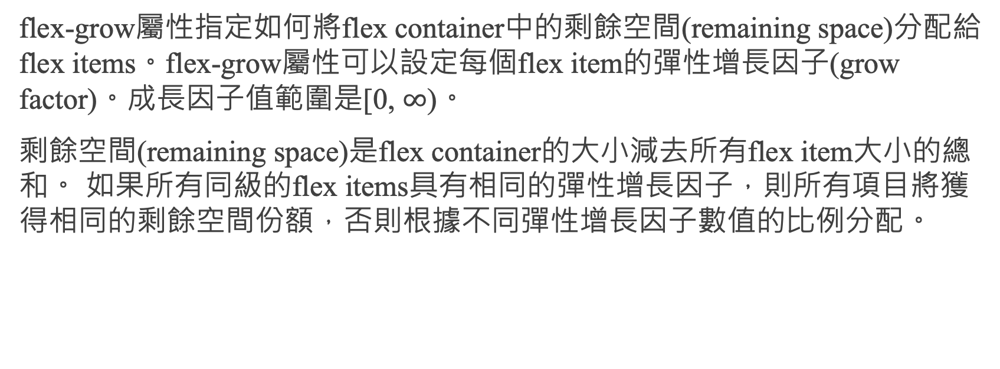 flex-grow屬性指定如何將flex container中的剩餘空間(remaining space)分配給
flex items。flex-grow屬性可以設定每個flex item的彈性增長因子(grow
factor)。成長因子值範圍是[0, ∞)。
剩餘空間(remaining space)是flex container的大小減去所有flex item大小的總
和。 如果所有同級的flex items具有相同的彈性增長因子，則所有項目將獲
得相同的剩餘空間份額，否則根據不同彈性增長因子數值的比例分配。